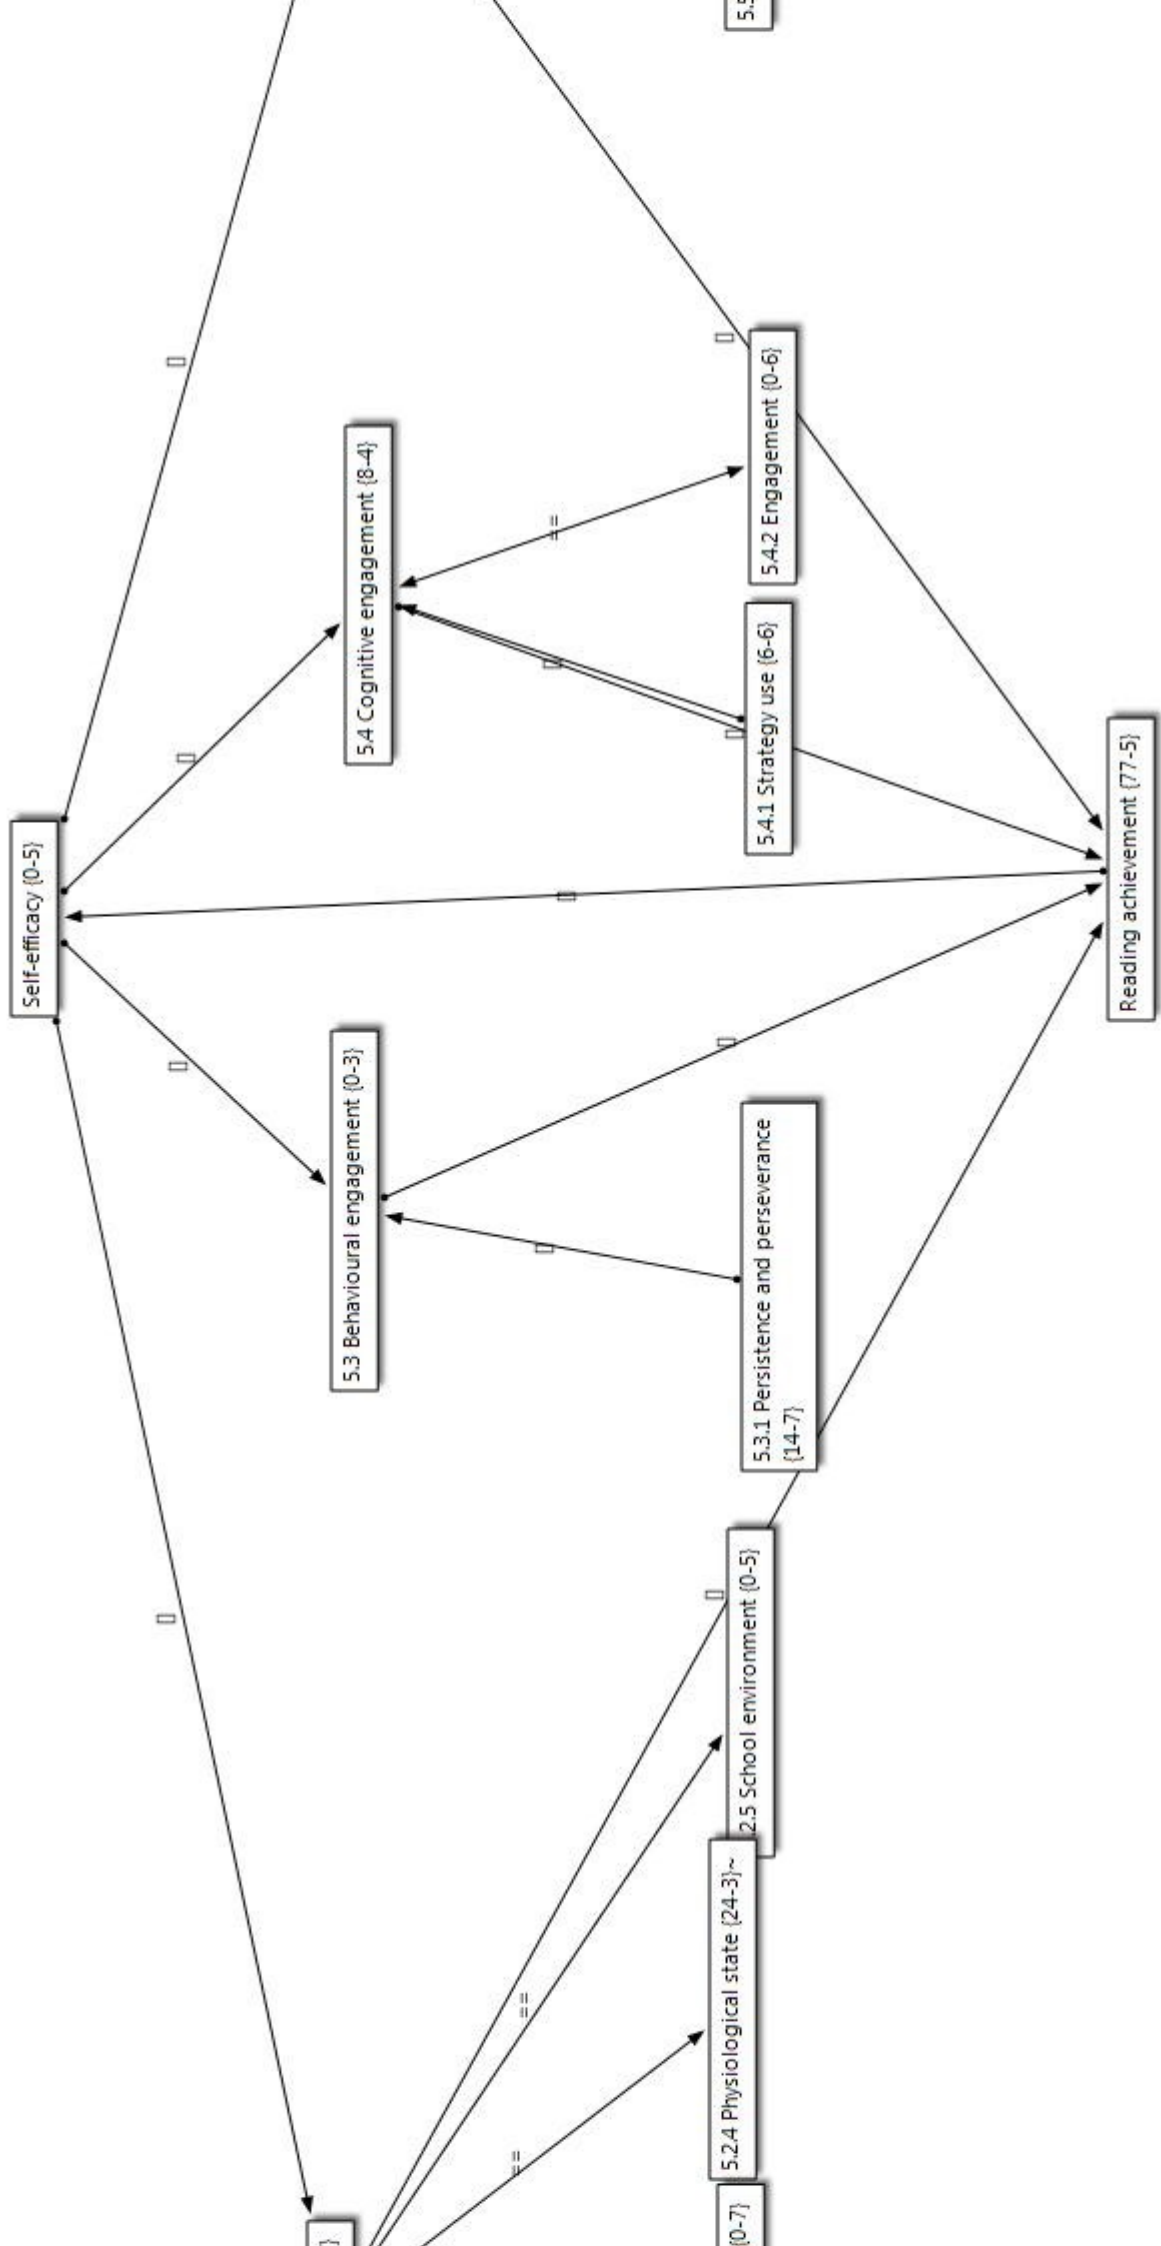 Self-efficacy {0-5}
}
5.3 Behavioural engagement {0-3}
5.4 Cognitive engagement {8-4}
==
==
==
{0-7}
5.2.4 Physiological state {24-3}~
2.5 School environment {0-5}
5.3.1 Persistence and perseverance
{14-7}
5.4.1 Strategy use {6-6}
5.4.2 Engagement {0-6}
Reading achievement {77-5}